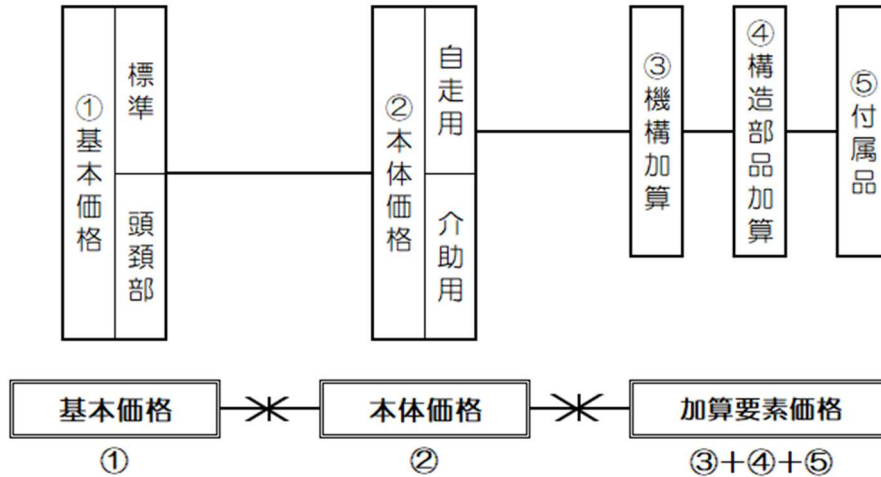 ①基本価格
標準
頭頚部
②本体価格
自走用
介助用
③機構加算
④構造部品加算
⑤付属品
基本価格
本体価格
加算要素価格
①
②
③+④+⑤